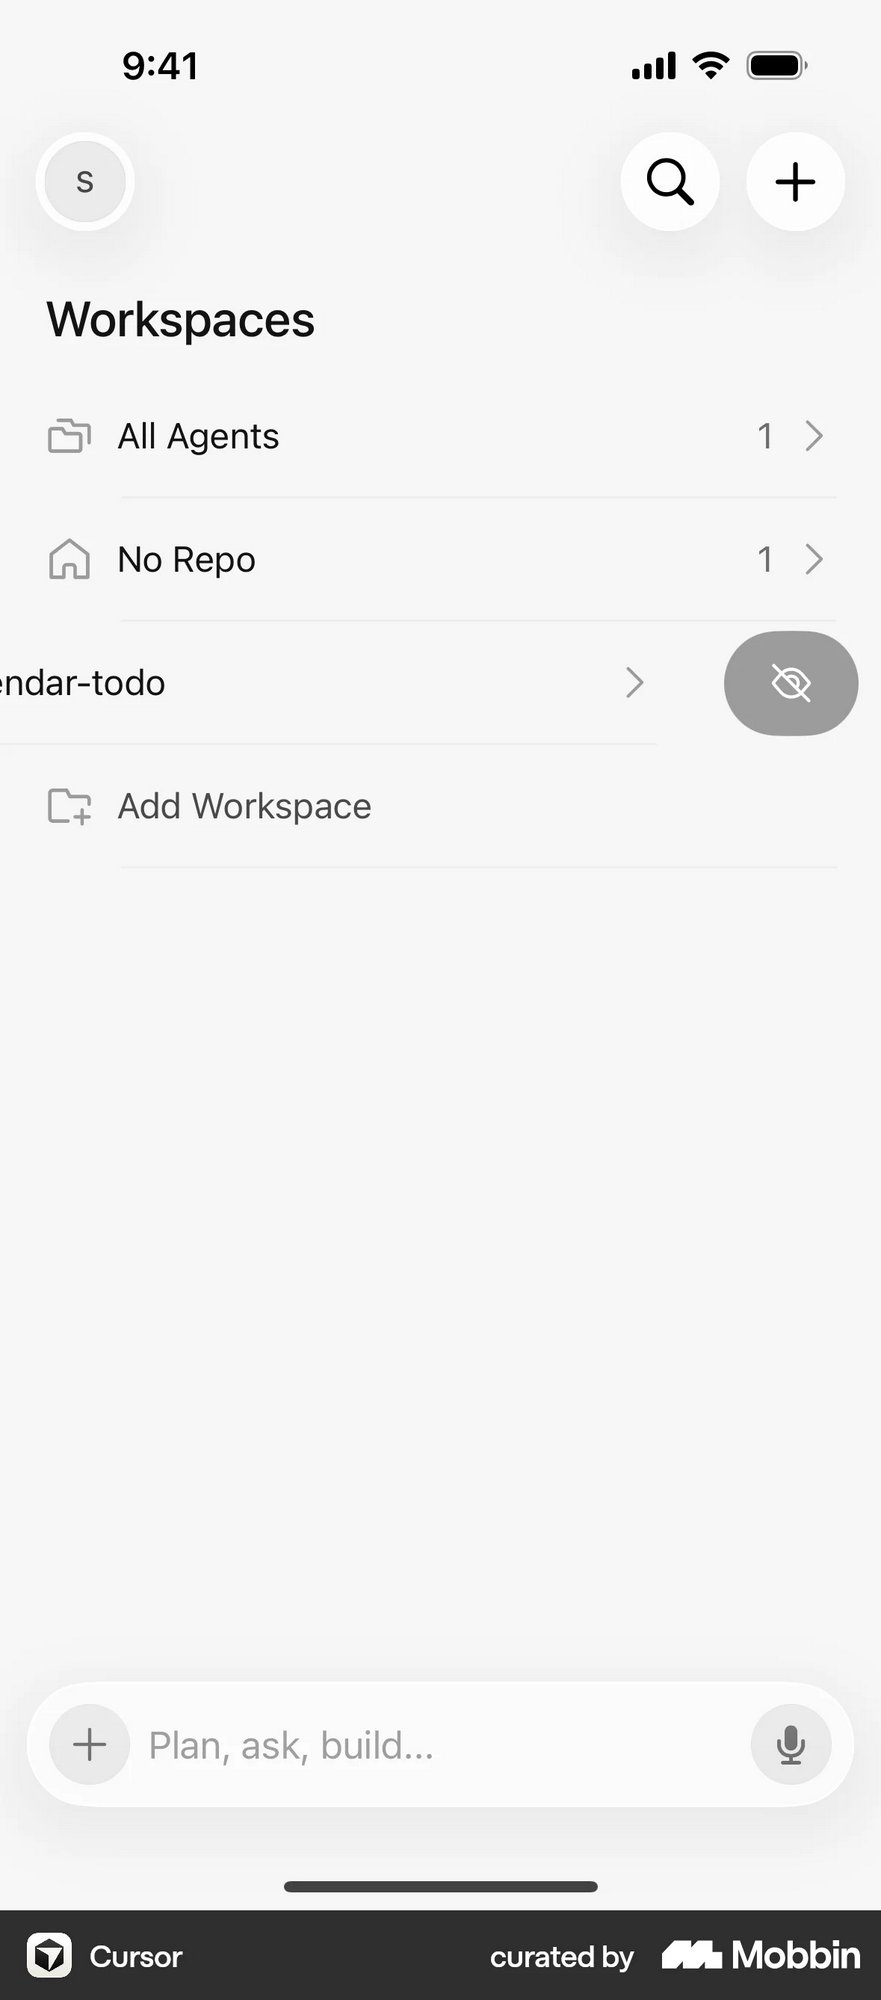 9:41
S
Workspaces
All Agents 1
No Repo 1
endar-todo
Add Workspace
Plan, ask, build...
Cursor curated by Mobbin